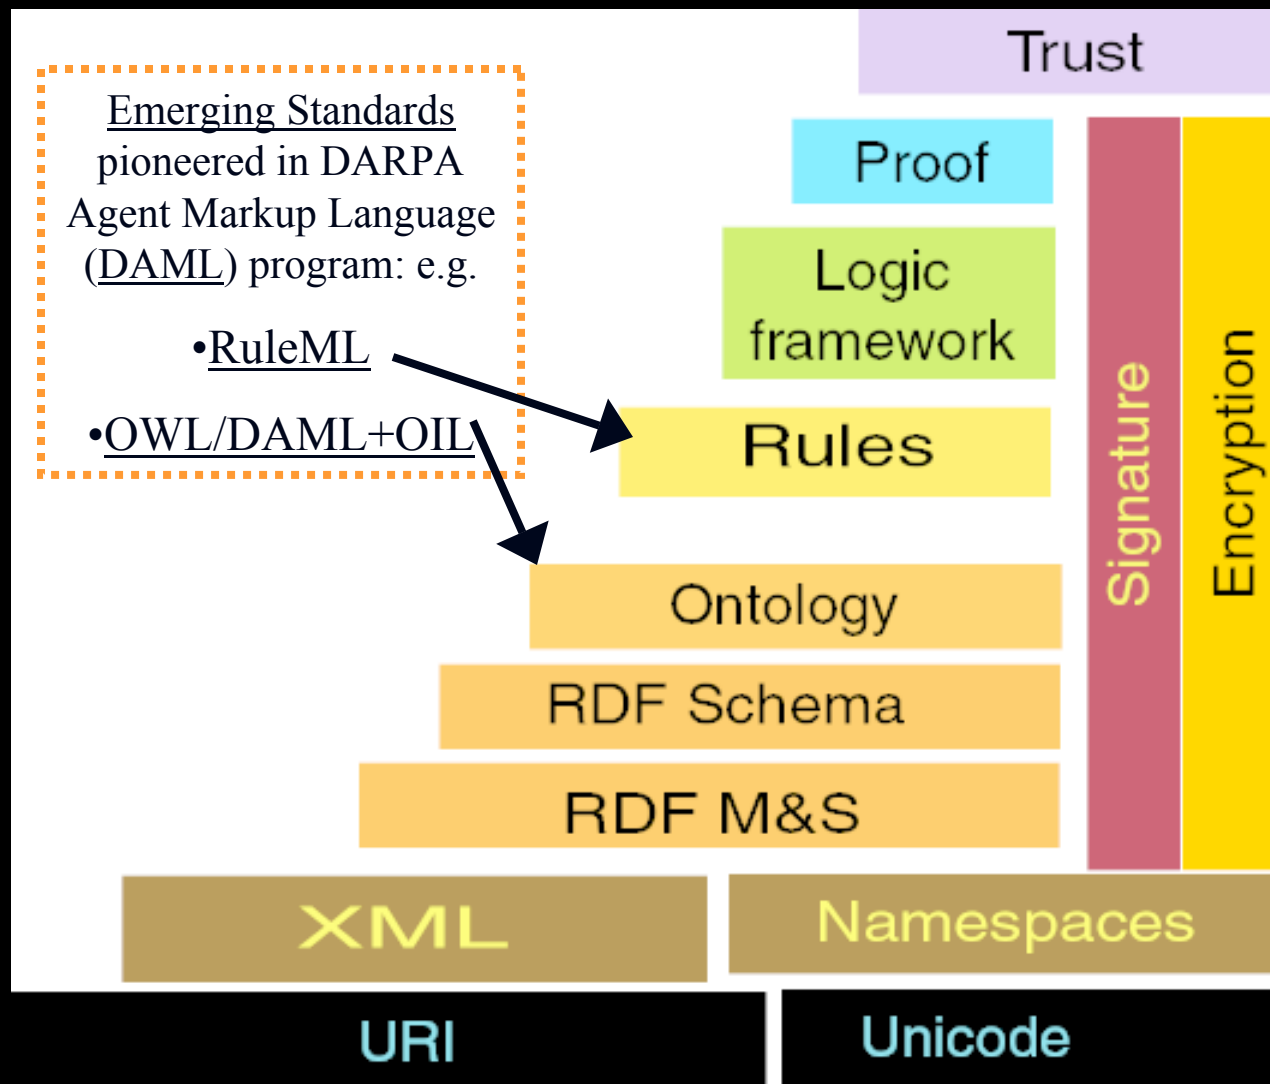 Trust
Emerging Standards
pioneered in DARPA
Agent Markup Language
(DAML) program: e.g.
•RuleML
•OWL/DAML+OIL
Proof
Logic
framework
Rules
Ontology
RDF Schema
RDF M&S
Signature
Encryption
XML
Namespaces
URI
Unicode